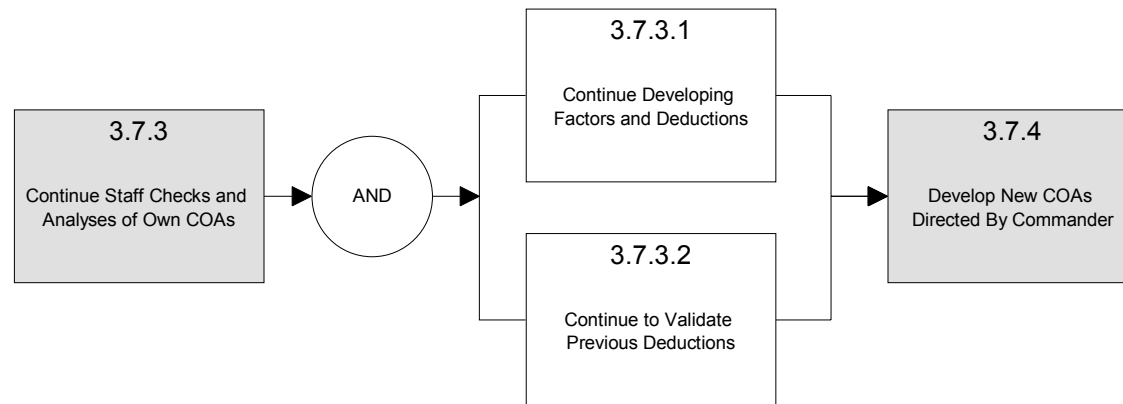 3.7.3
Continue Staff Checks and
Analyses of Own COAs
AND
3.7.3.1
Continue Developing
Factors and Deductions
3.7.3.2
Continue to Validate
Previous Deductions
3.7.4
Develop New COAs
Directed By Commander